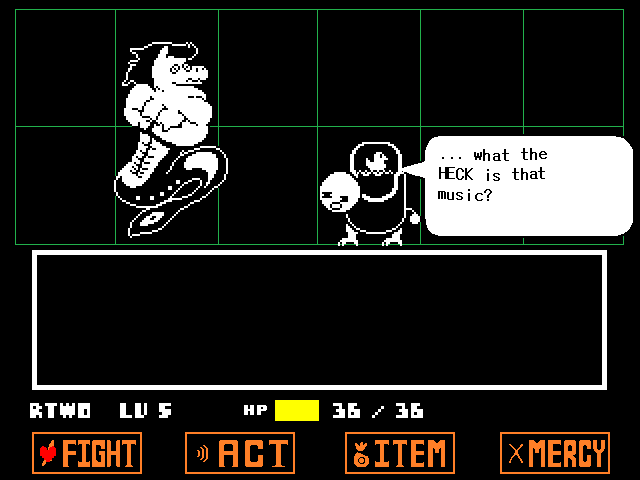 ... what the
HECK is that
music?
RTWO LV 5 HP 36 / 36
FIGHT ACT ITEM MERCY